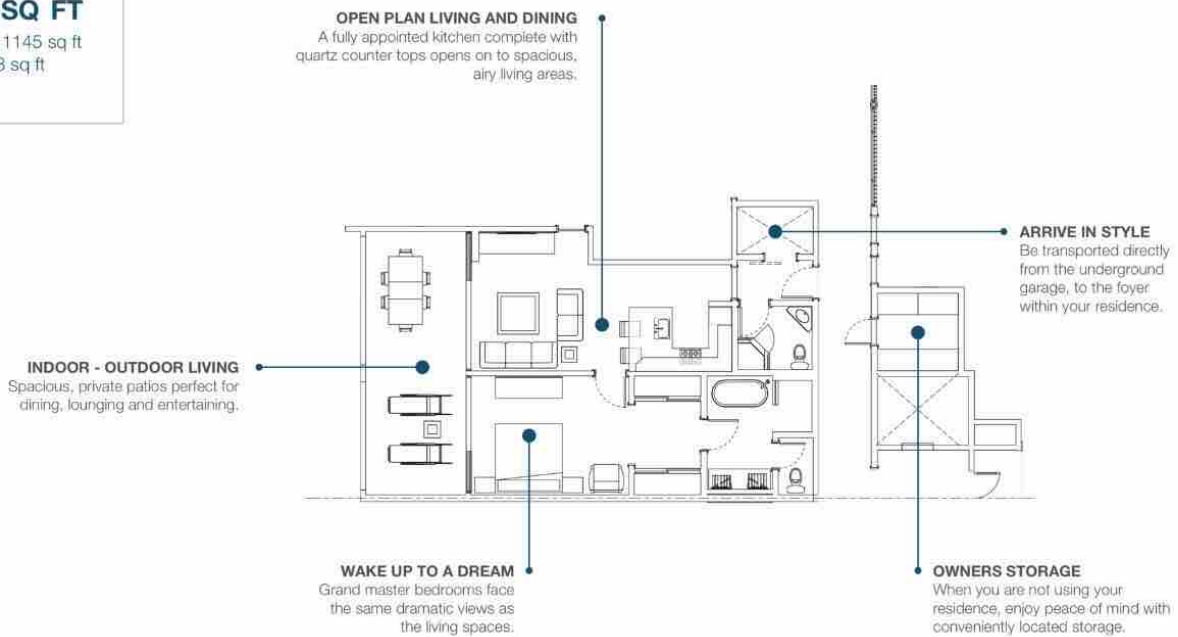 SQ FT
1145 sq ft
sq ft
OPEN PLAN LIVING AND DINING
A fully appointed kitchen complete with
quartz counter tops opens on to spacious,
airy living areas.
ARRIVE IN STYLE
Be transported directly
from the underground
garage, to the foyer
within your residence.
INDOOR - OUTDOOR LIVING
Spacious, private patios perfect for
dining, lounging and entertaining.
WAKE UP TO A DREAM
Grand master bedrooms face
the same dramatic views as
the living spaces.
OWNERS STORAGE
When you are not using your
residence, enjoy peace of mind with
conveniently located storage.